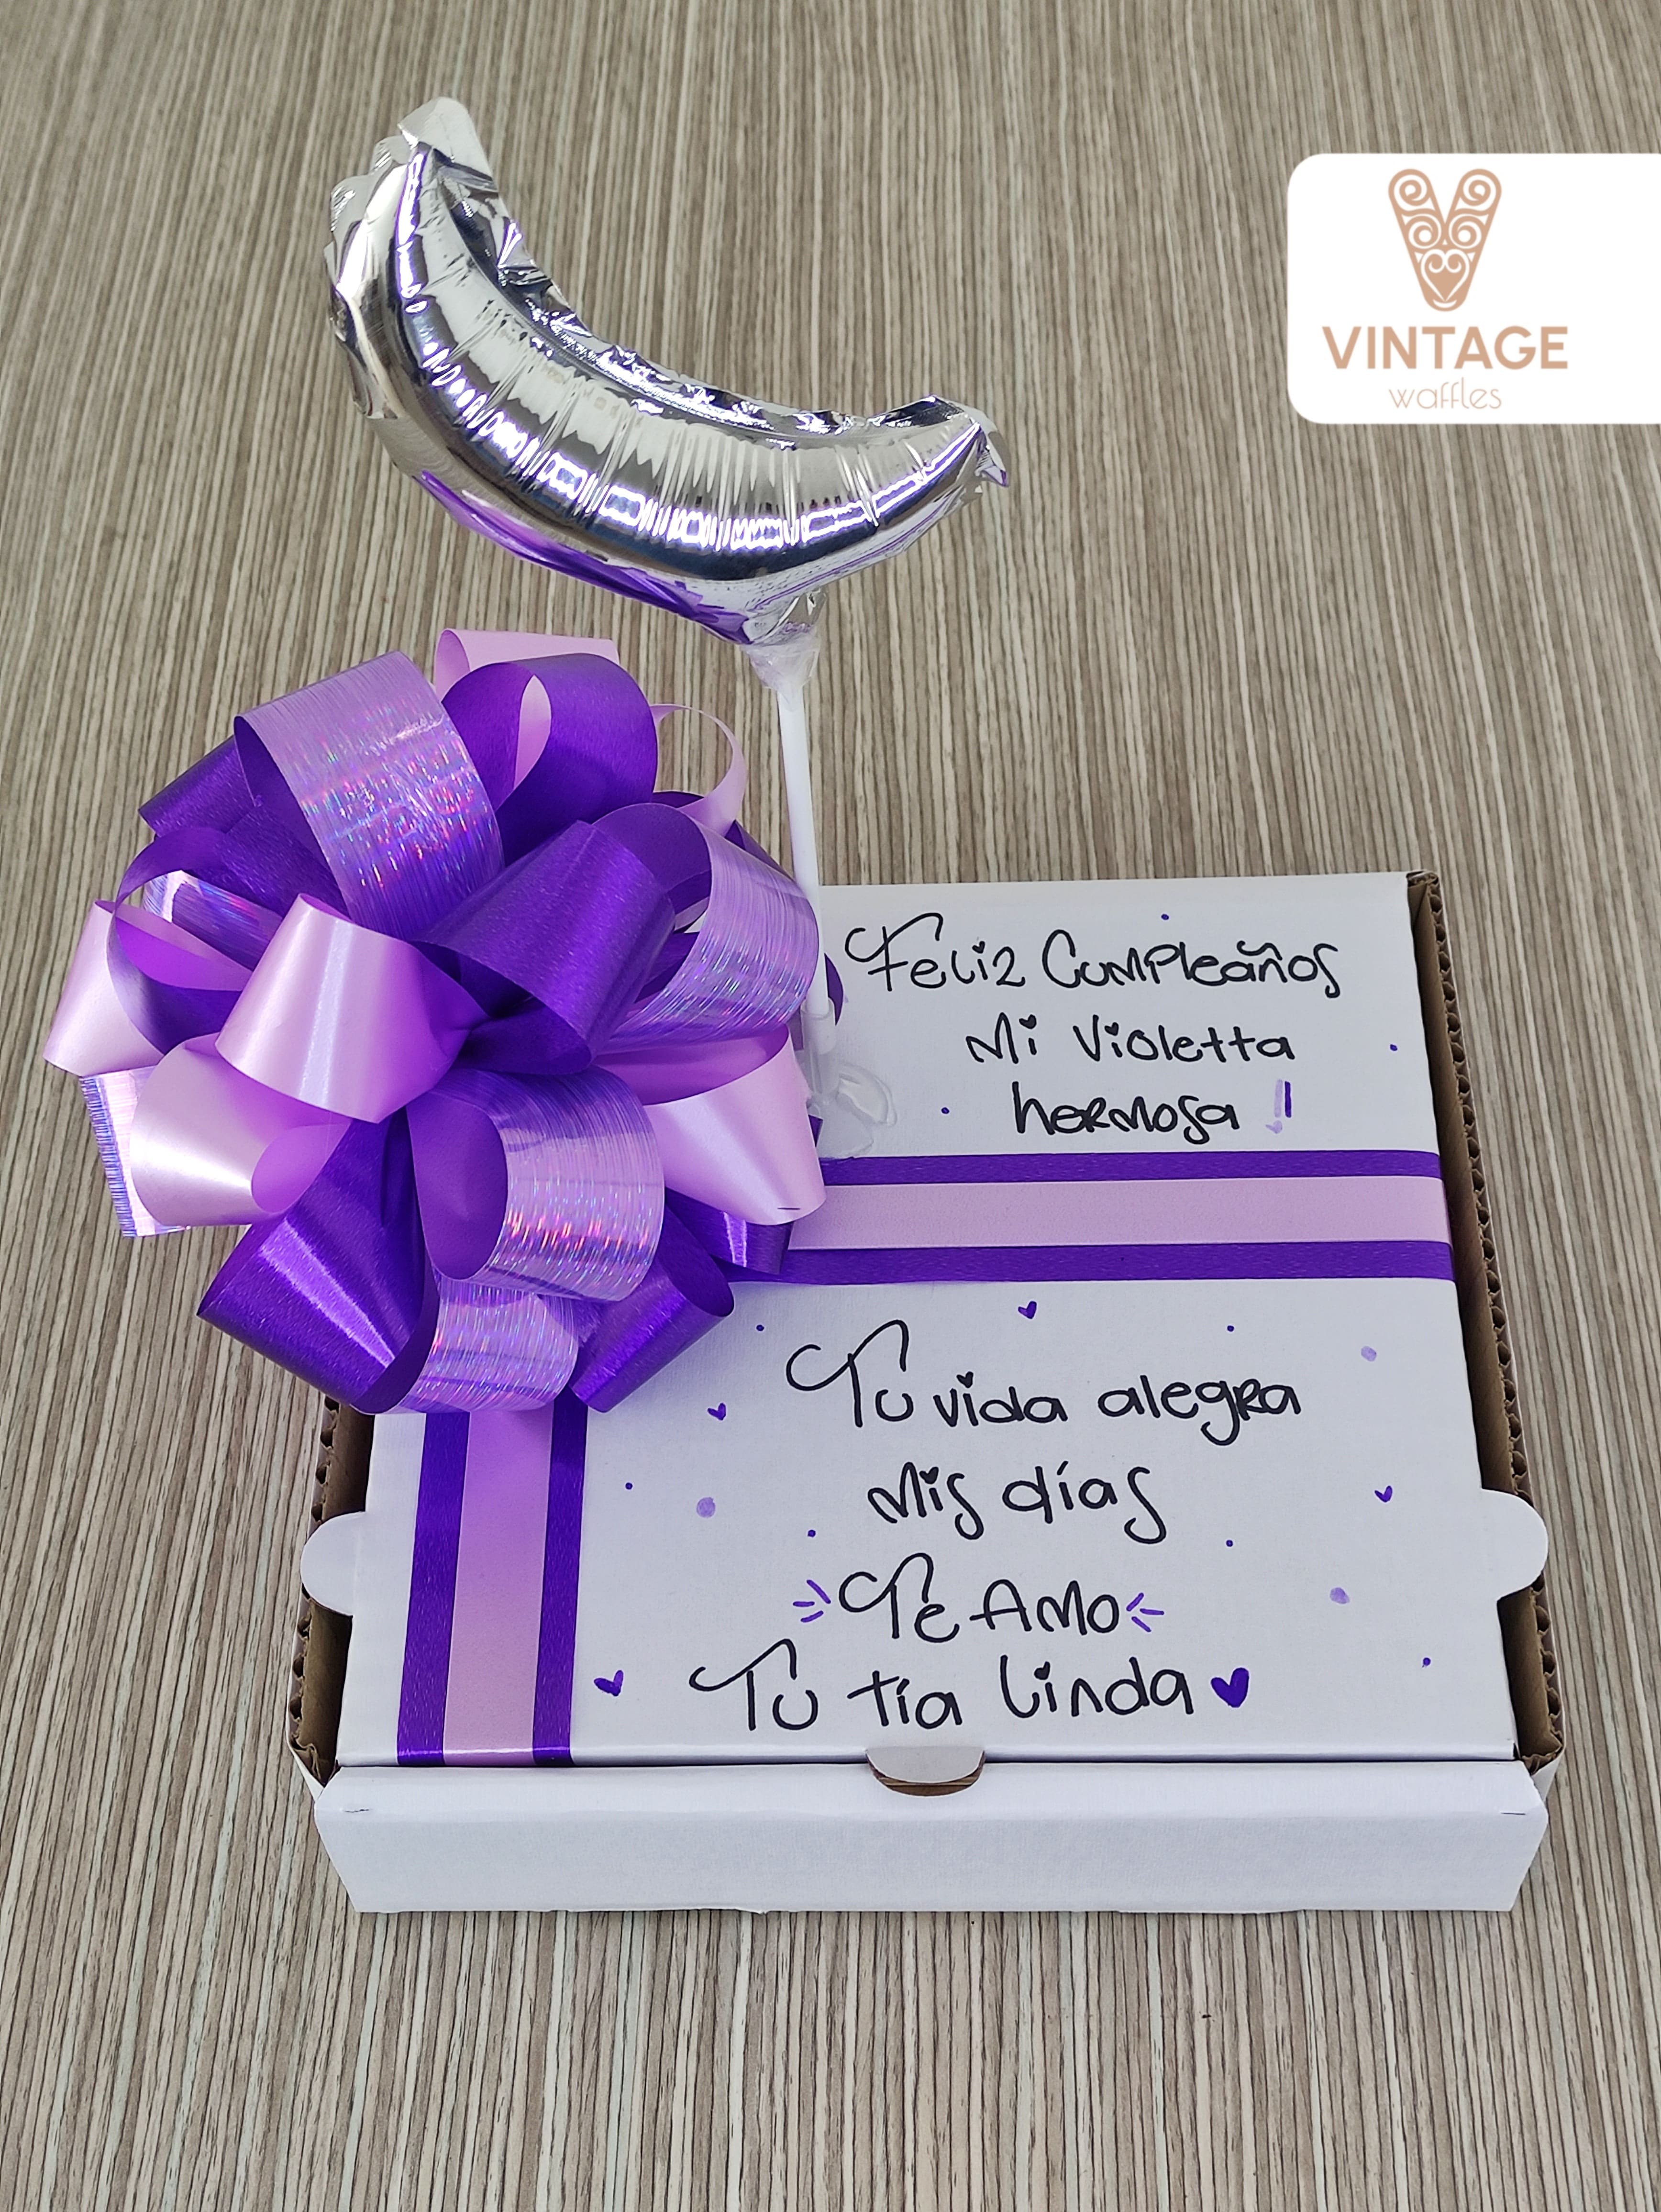 VINTAGE
waffles
Feliz Cumpleaños
Mi Violetta
hermosa !
Tu vida alegra
Mis días
Te Amo
Tu tía Linda